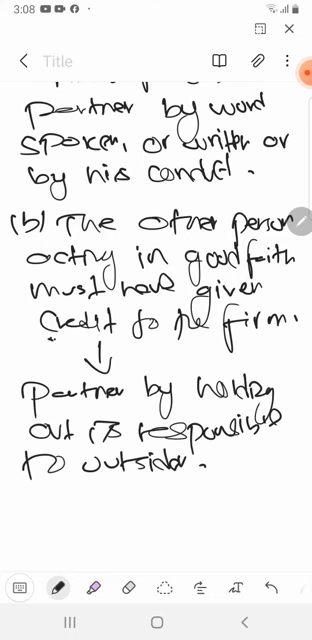 3:08
Title
partner by word
spoken, or written or
by his conduct.
(b) The other person
acting in good faith
must have given
credit to the firm.
partner by holding
out is responsible
to outsider.